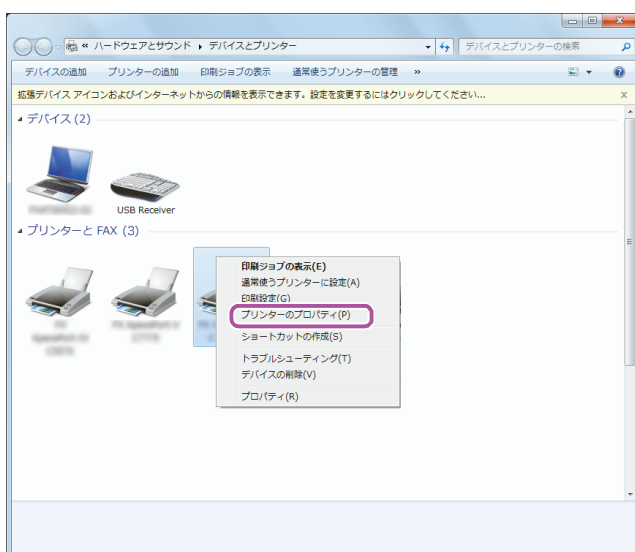 « ハードウェアとサウンド ▸ デバイスとプリンター
デバイスとプリンターの検索
デバイスの追加 プリンターの追加 印刷ジョブの表示 通常使うプリンターの管理 »
拡張デバイス アイコンおよびインターネットからの情報を表示できます。設定を変更するにはクリックしてください... x
デバイス (2)
USB Receiver
プリンターと FAX (3)
印刷ジョブの表示(E)
通常使うプリンターに設定(A)
印刷設定(G)
プリンターのプロパティ(P)
ショートカットの作成(S)
トラブルシューティング(T)
デバイスの削除(V)
プロパティ(R)